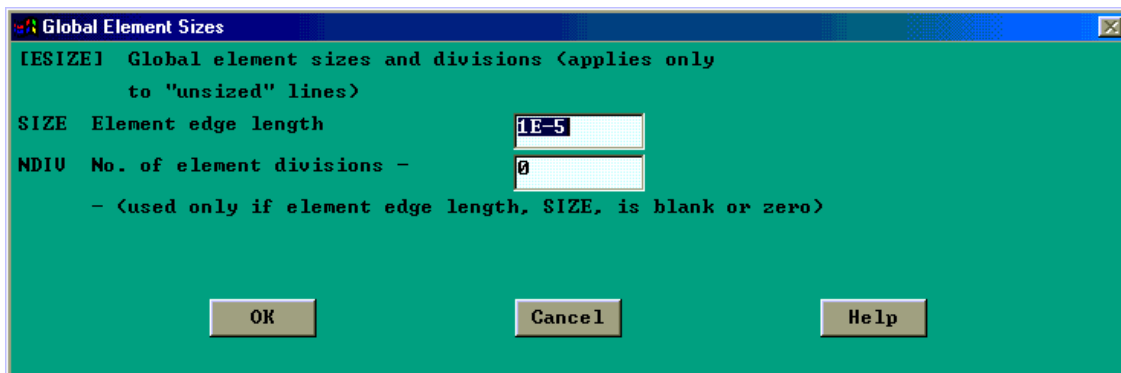 Global Element Sizes
[ESIZE] Global element sizes and divisions (applies only
to "unsized" lines)
SIZE Element edge length 1E-5
NDIV No. of element divisions - 0
- (used only if element edge length, SIZE, is blank or zero)
OK Cancel Help